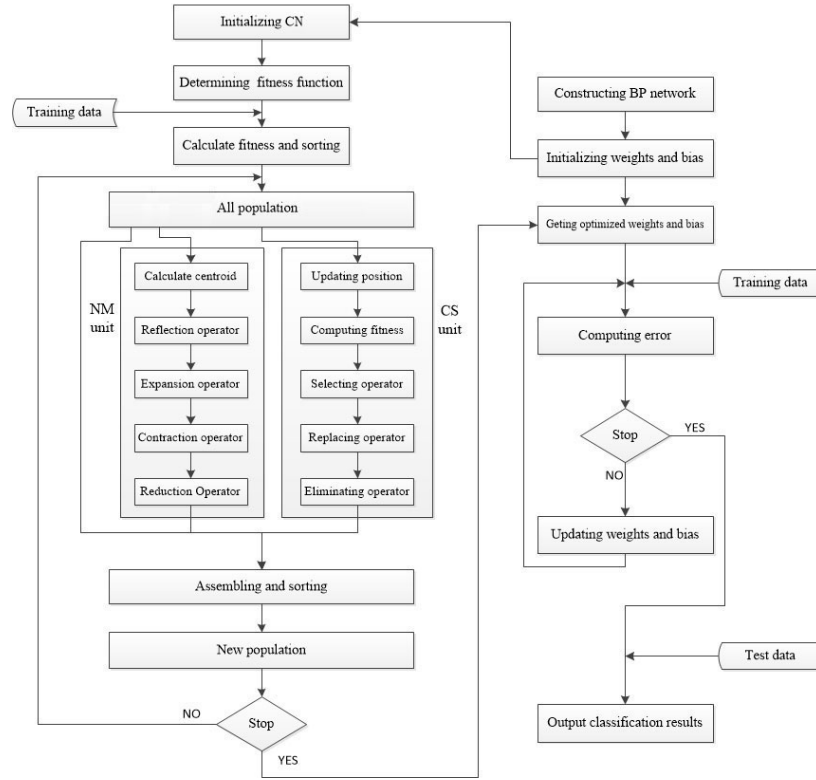 Initializing CN
Determining fitness function
Training data
Calculate fitness and sorting
All population
NM
unit
Calculate centroid
Reflection operator
Expansion operator
Contraction operator
Reduction Operator
Updating position
Computing fitness
Selecting operator
Replacing operator
Eliminating operator
CS
unit
Assembling and sorting
New population
Stop
NO
YES
Constructing BP network
Initializing weights and bias
Geting optimized weights and bias
Training data
Computing error
Stop
YES
NO
Updating weights and bias
Test data
Output classification results